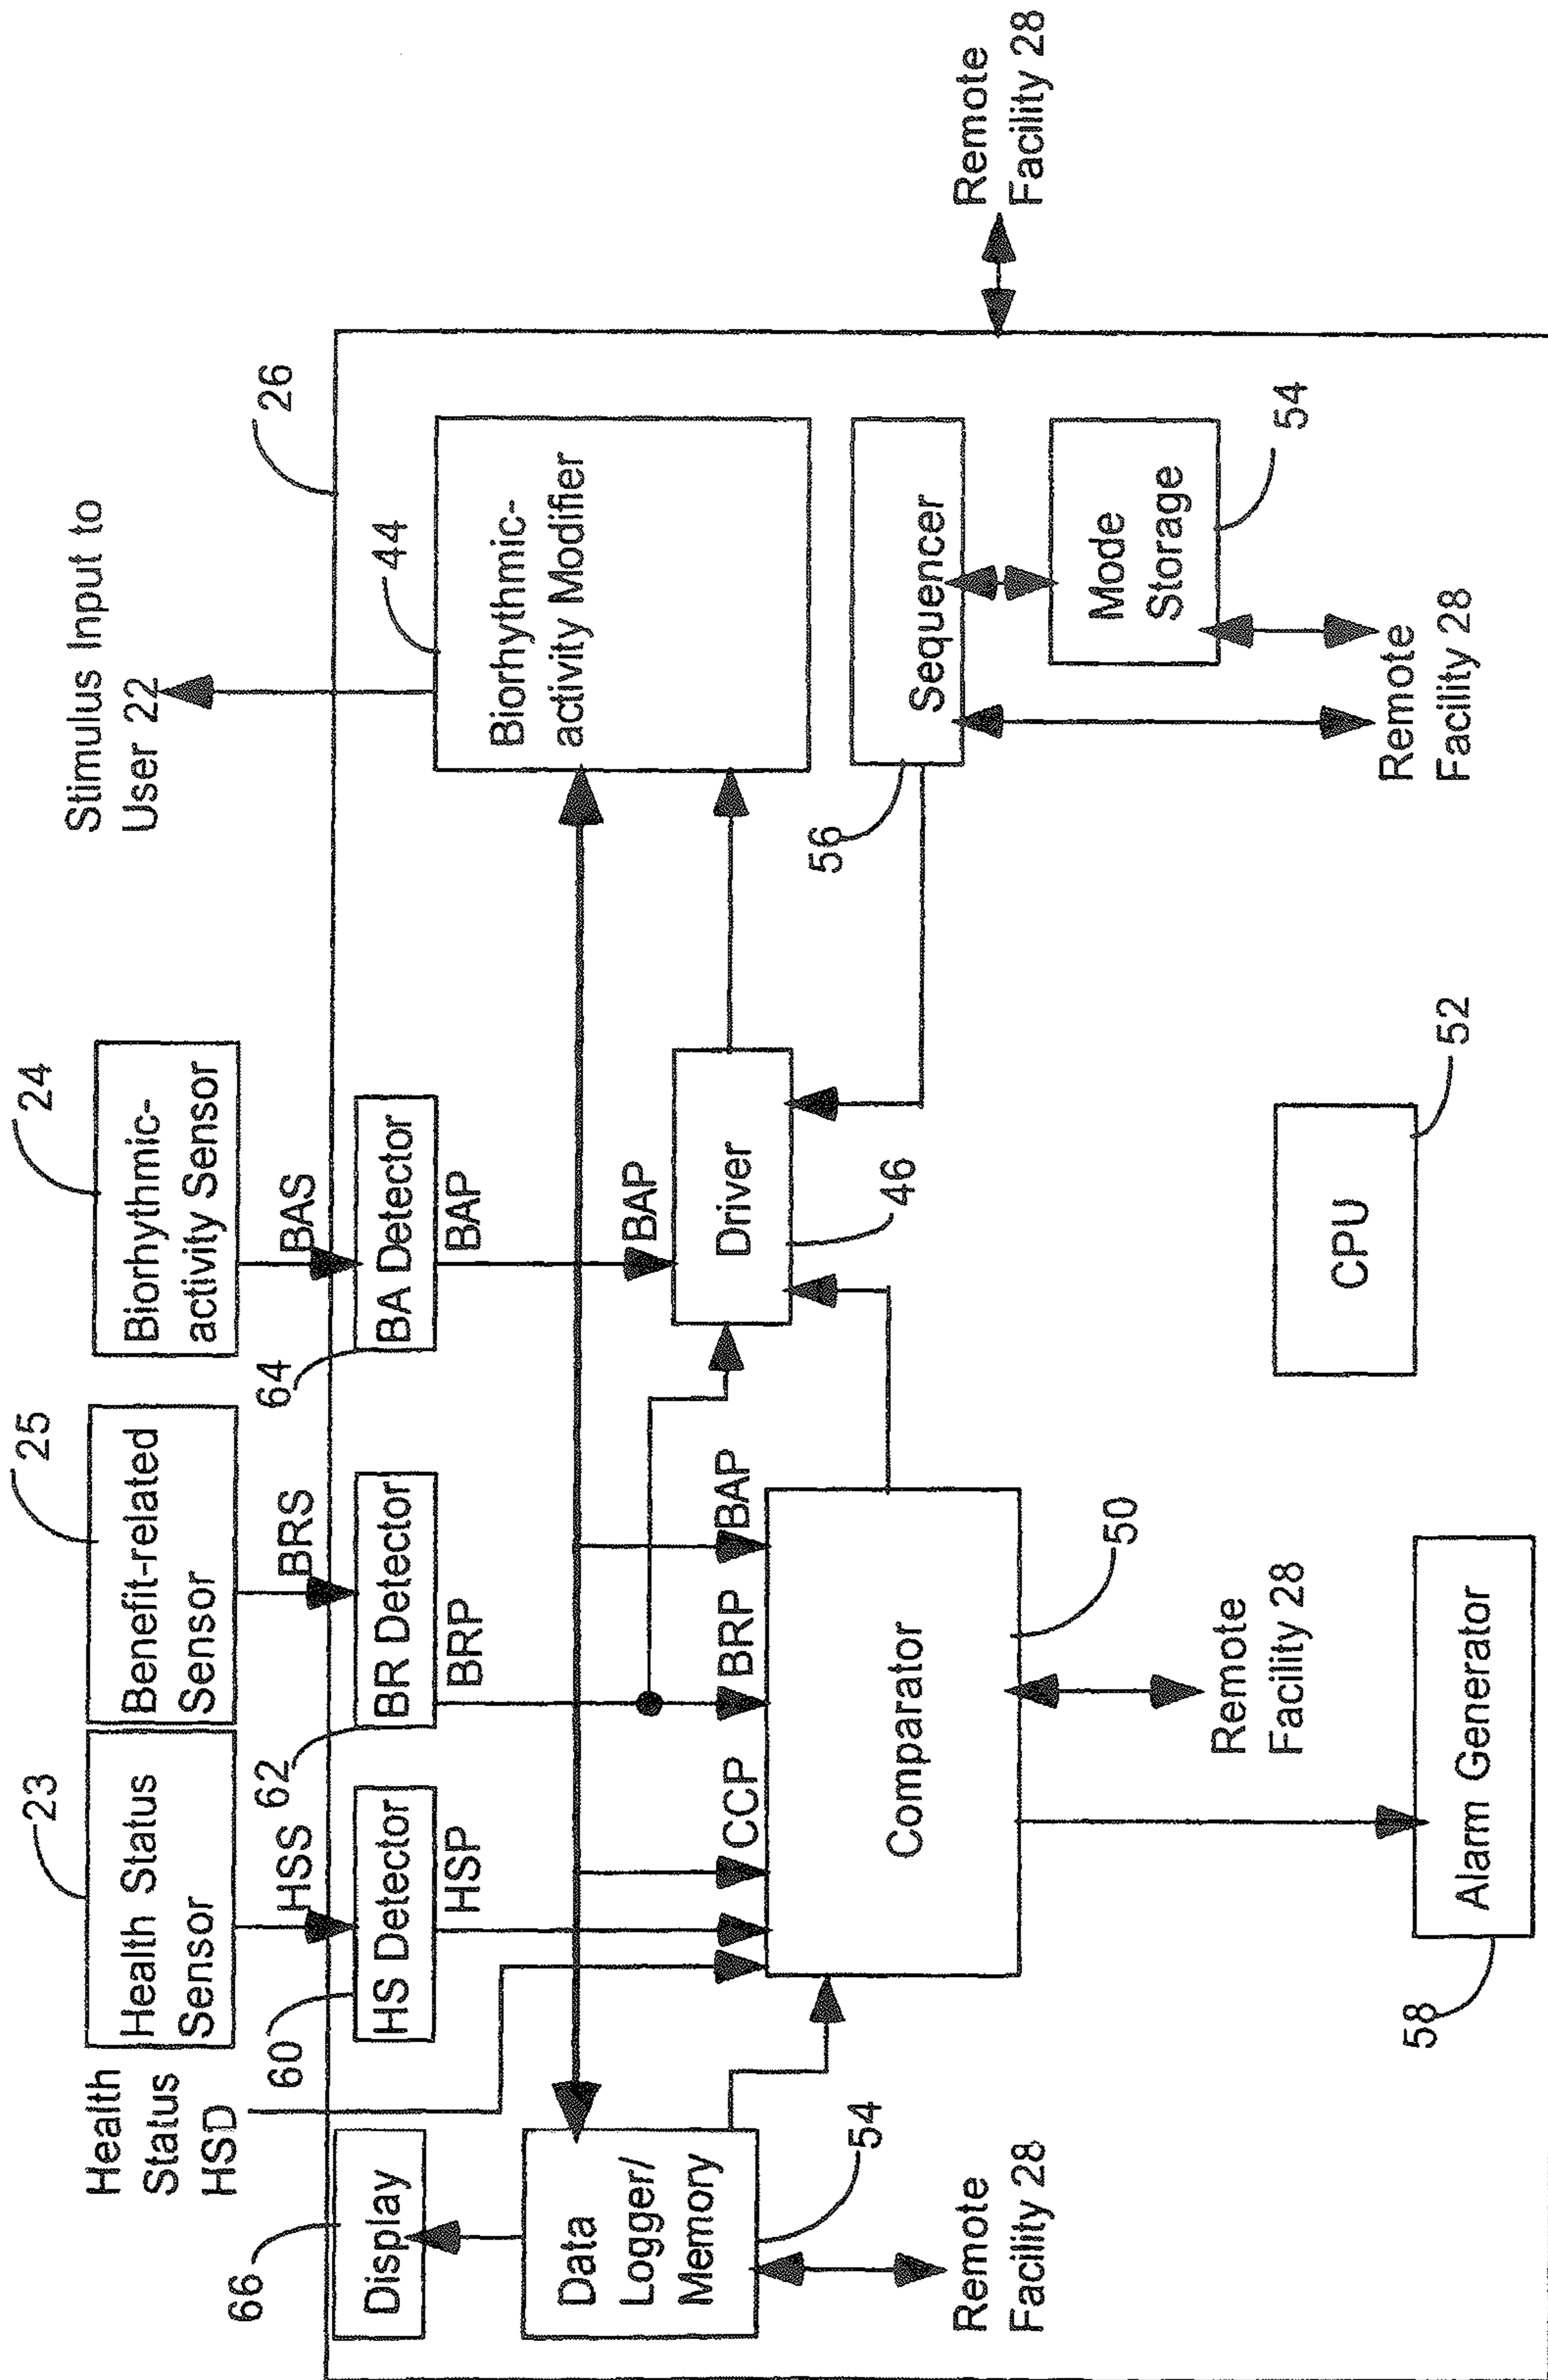 Stimulus Input to
User 22
24
Biorhythmic-
activity Sensor
BAS
25
Benefit-related
Sensor
BRS
23
Health Status
Sensor
HSS
Health
Status
HSD
26
64
BA Detector
BAP
62
BR Detector
BRP
60
HS Detector
HSP
66
Display
44
Biorhythmic-
activity Modifier
BAP
Driver
46
BAP
BRP
CCP
Data
Logger/
Memory
54
Remote
Facility 28
Comparator
50
Remote
Facility 28
56
Sequencer
Mode
Storage
54
Remote
Facility 28
Remote
Facility 28
CPU
52
Alarm Generator
58